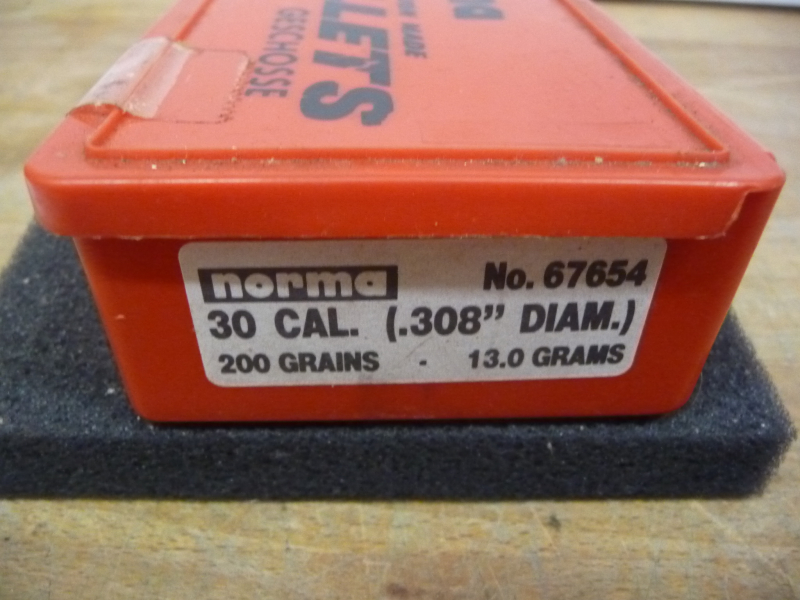 LLETS
GESCHOSSE
norma No. 67654
30 CAL. (.308” DIAM.)
200 GRAINS - 13.0 GRAMS